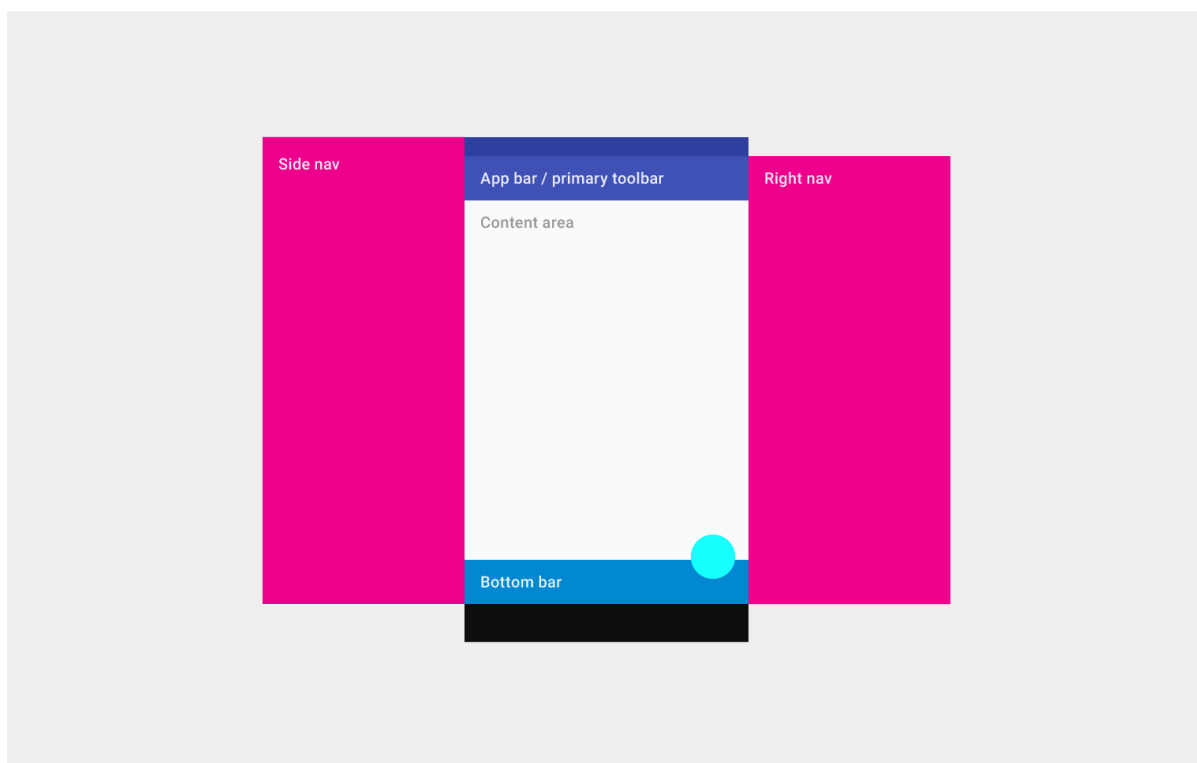 Side nav
App bar / primary toolbar
Right nav
Content area
Bottom bar